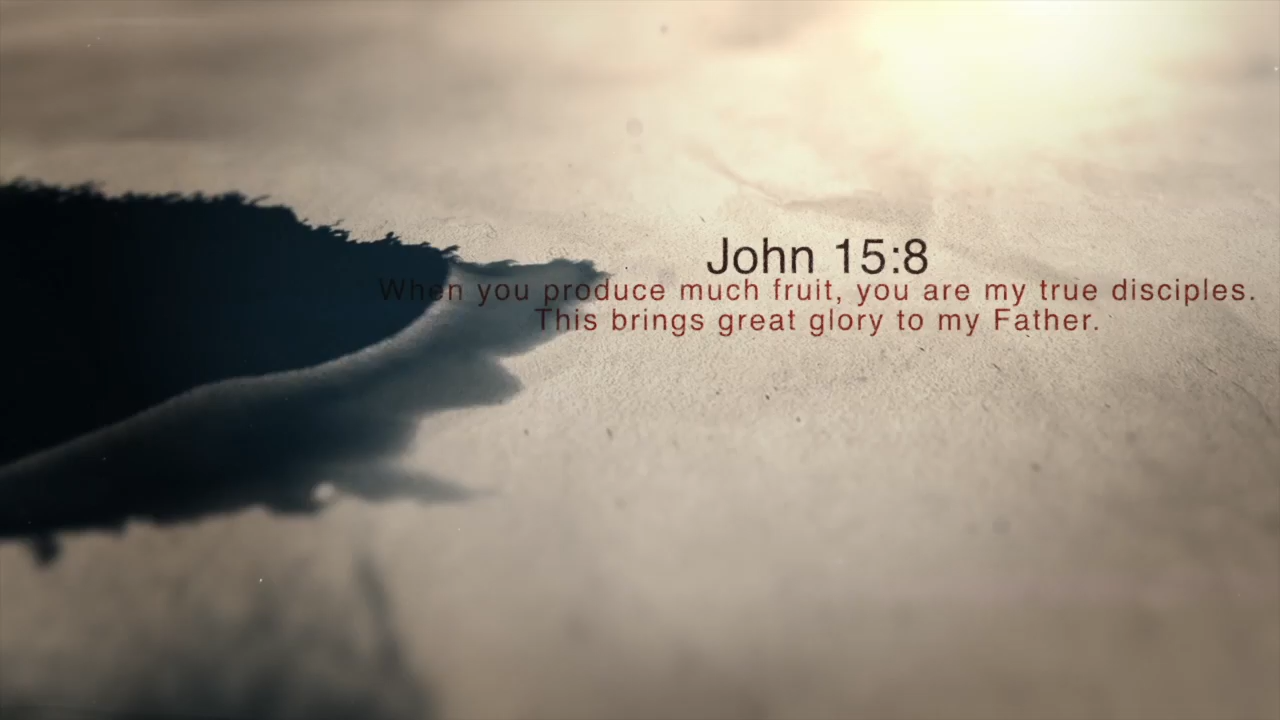 John 15:8
When you produce much fruit, you are my true disciples.
This brings great glory to my Father.